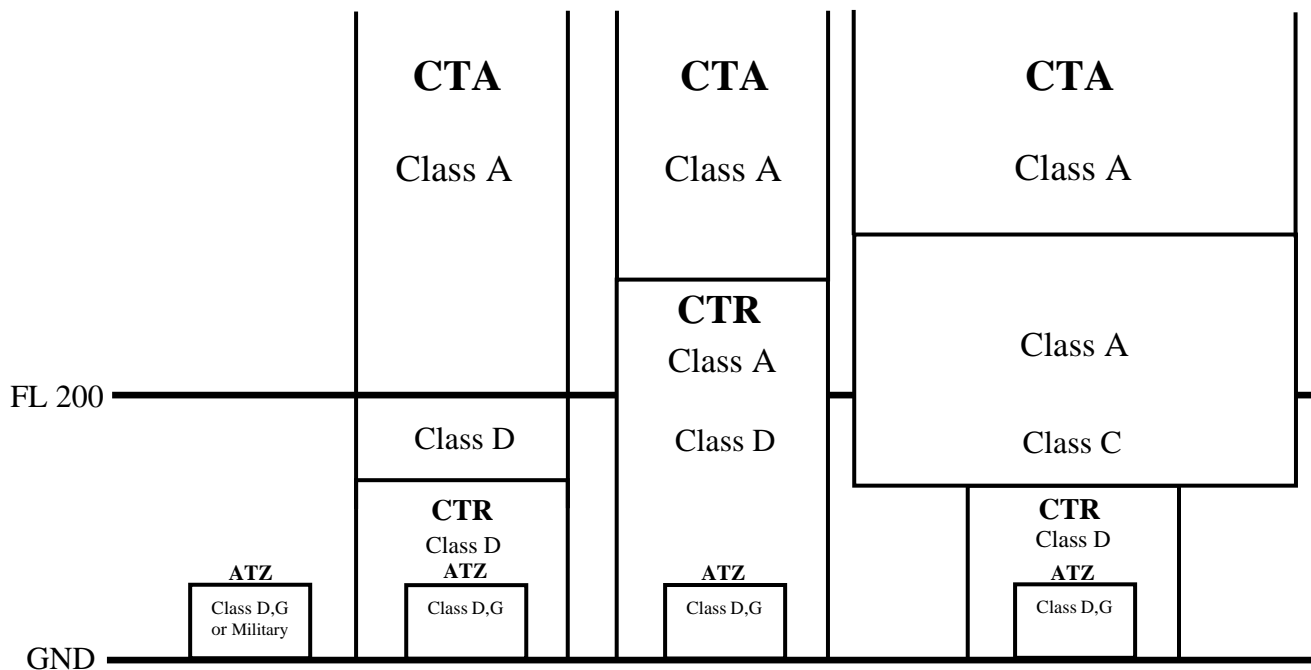 CTA
CTA
CTA
Class A
Class A
Class A
CTR
Class A
Class A
FL 200
Class D
Class D
Class C
CTR
CTR
Class D
Class D
ATZ
ATZ
ATZ
ATZ
Class D,G
or Military
Class D,G
Class D,G
Class D,G
GND